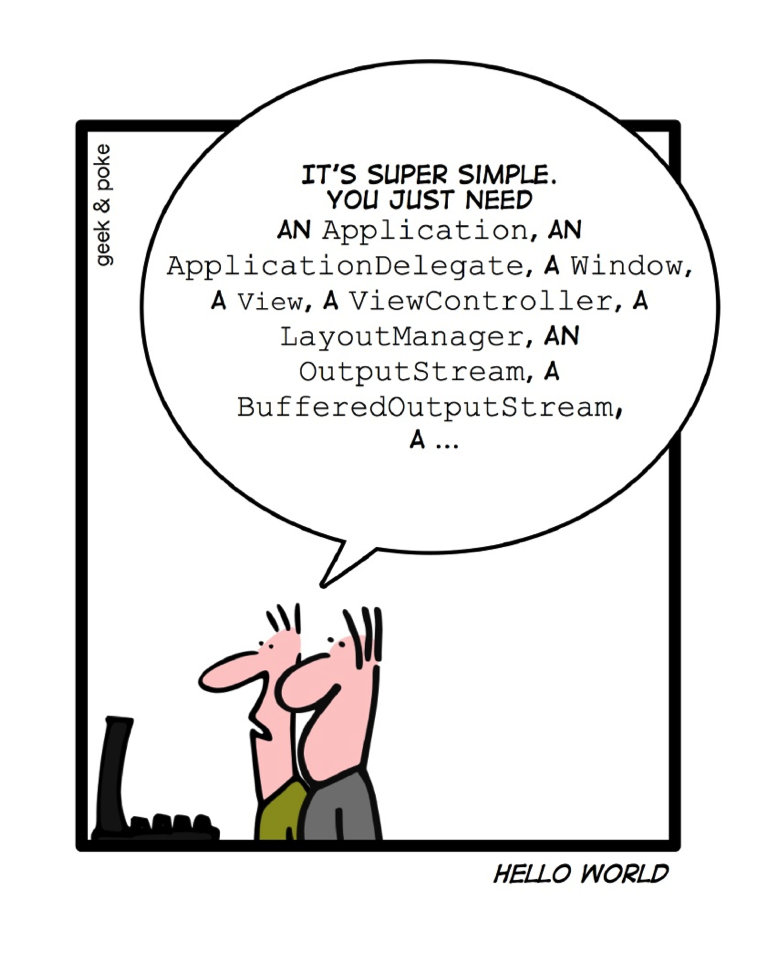 geek & poke
IT'S SUPER SIMPLE.
YOU JUST NEED
AN Application, AN
ApplicationDelegate, A Window,
A View, A ViewController, A
LayoutManager, AN
OutputStream, A
BufferedOutputStream,
A ...
HELLO WORLD